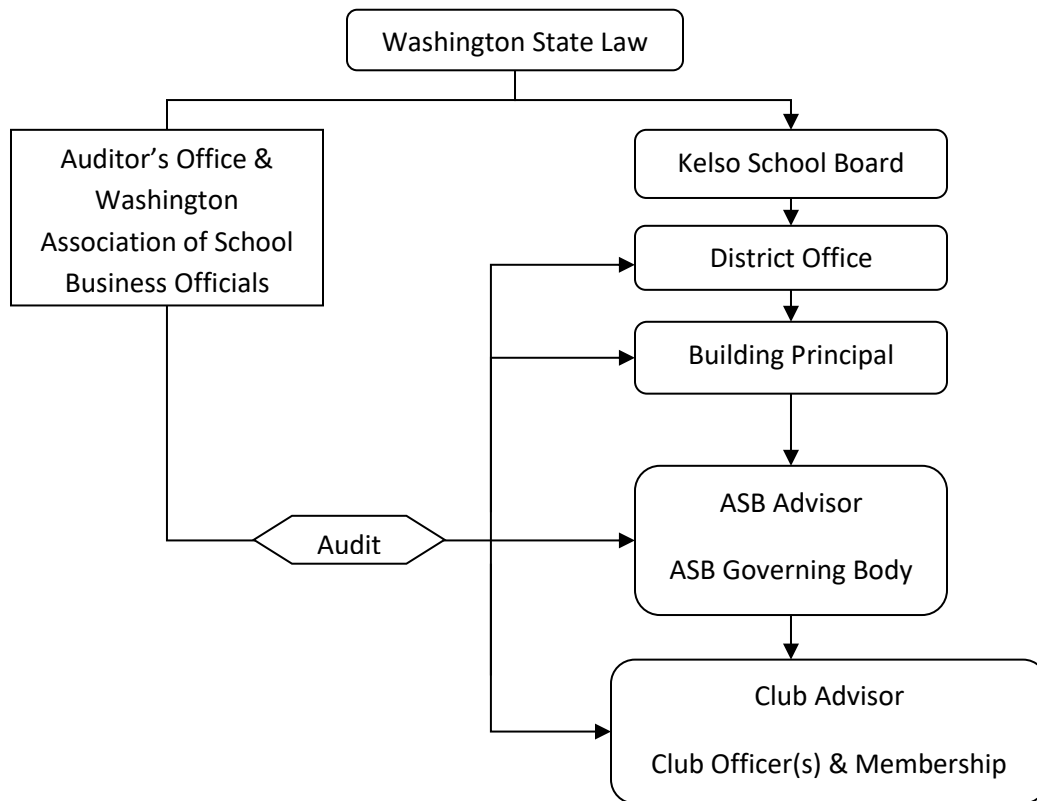 Washington State Law
Auditor’s Office &
Washington
Association of School
Business Officials
Kelso School Board
District Office
Building Principal
ASB Advisor
ASB Governing Body
Audit
Club Advisor
Club Officer(s) & Membership